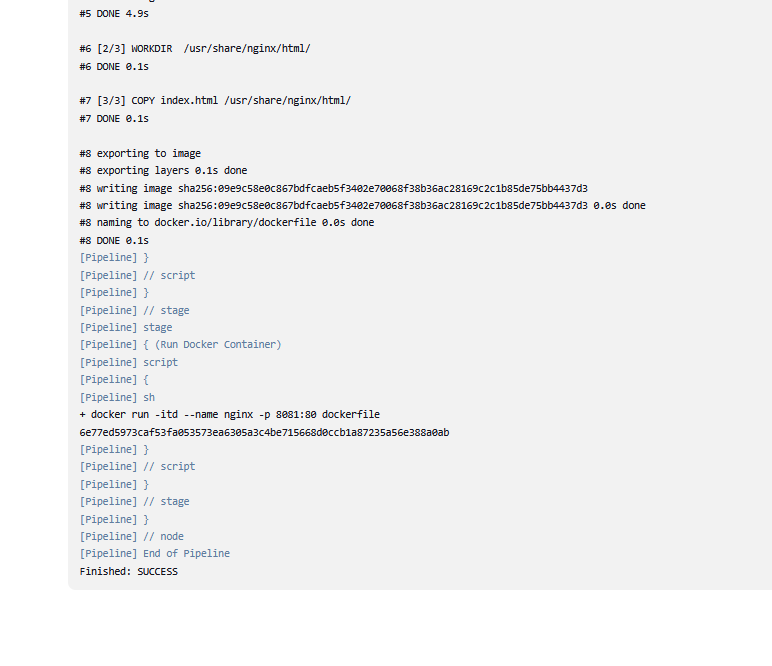 #5 DONE 4.9s
#6 [2/3] WORKDIR  /usr/share/nginx/html/
#6 DONE 0.1s
#7 [3/3] COPY index.html /usr/share/nginx/html/
#7 DONE 0.1s
#8 exporting to image
#8 exporting layers 0.1s done
#8 writing image sha256:09e9c58e0c867bdfcaeb5f3402e70068f38b36ac28169c2c1b85de75bb4437d3
#8 writing image sha256:09e9c58e0c867bdfcaeb5f3402e70068f38b36ac28169c2c1b85de75bb4437d3 0.0s done
#8 naming to docker.io/library/dockerfile 0.0s done
#8 DONE 0.1s
[Pipeline] }
[Pipeline] // script
[Pipeline] }
[Pipeline] // stage
[Pipeline] stage
[Pipeline] { (Run Docker Container)
[Pipeline] script
[Pipeline] {
[Pipeline] sh
+ docker run -itd --name nginx -p 8081:80 dockerfile
6e77ed5973caf53fa053573ea6305a3c4be715668d0ccb1a87235a56e388a0ab
[Pipeline] }
[Pipeline] // script
[Pipeline] }
[Pipeline] // stage
[Pipeline] }
[Pipeline] // node
[Pipeline] End of Pipeline
Finished: SUCCESS